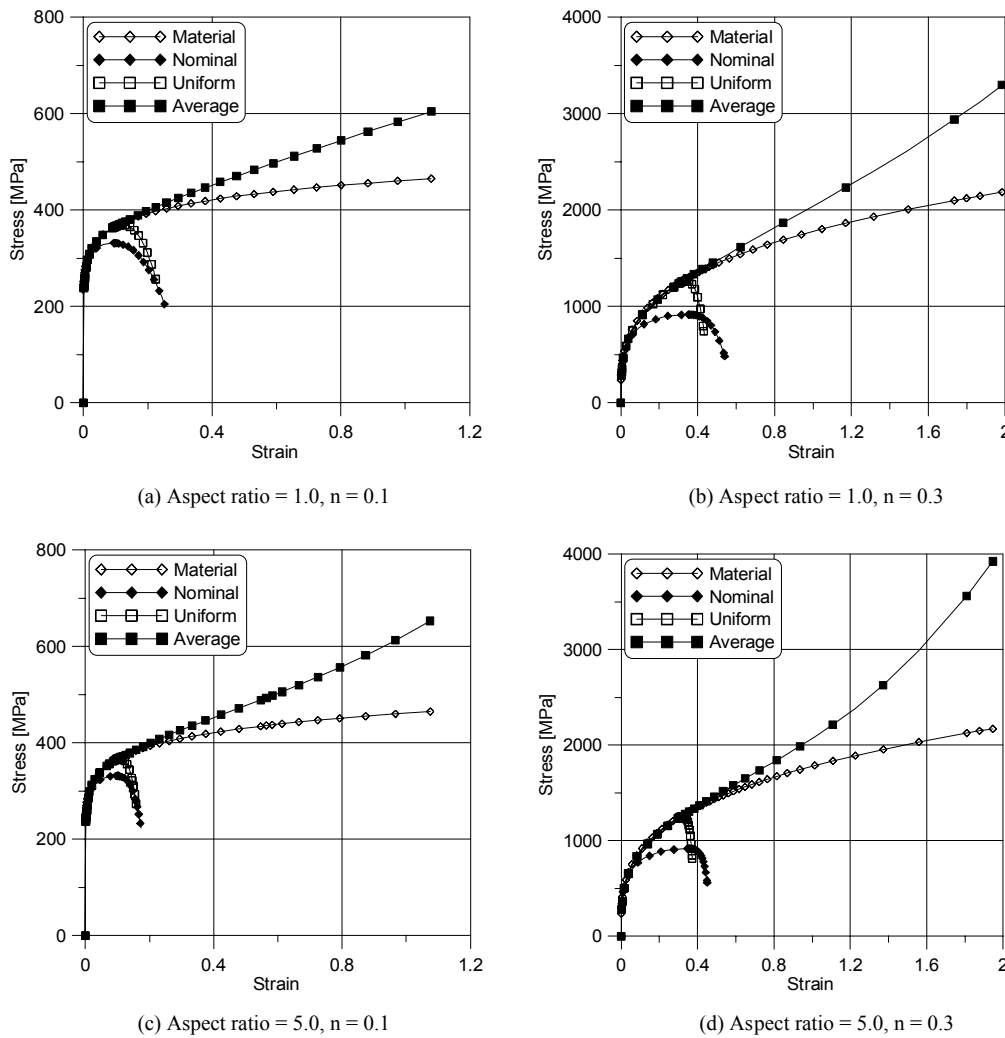 800
600
400
200
0
Stress [MPa]
Material
Nominal
Uniform
Average
0
0.4
0.8
1.2
Strain
(a) Aspect ratio = 1.0, n = 0.1
4000
3000
2000
1000
0
Stress [MPa]
Material
Nominal
Uniform
Average
0
0.4
0.8
1.2
1.6
2
Strain
(b) Aspect ratio = 1.0, n = 0.3
800
600
400
200
0
Stress [MPa]
Material
Nominal
Uniform
Average
0
0.4
0.8
1.2
Strain
(c) Aspect ratio = 5.0, n = 0.1
4000
3000
2000
1000
0
Stress [MPa]
Material
Nominal
Uniform
Average
0
0.4
0.8
1.2
1.6
2
Strain
(d) Aspect ratio = 5.0, n = 0.3